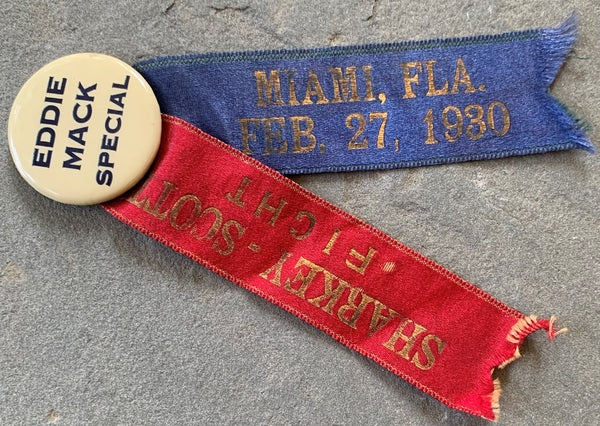 EDDIE
MACK
SPECIAL
MIAMI, FLA.
FEB. 27, 1930
SHARKEY - SCOTT
FIGHT